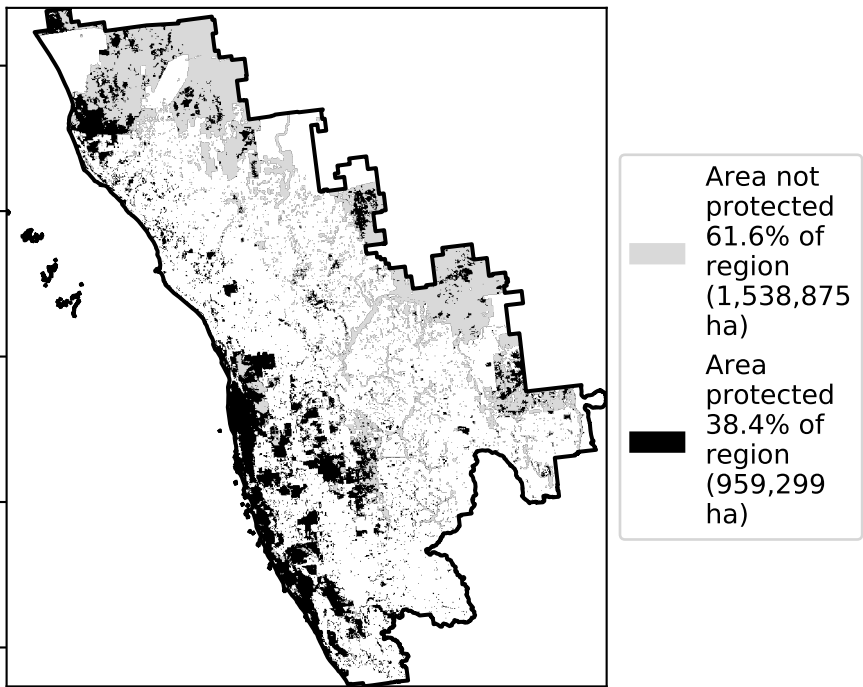 Area not
protected
61.6% of
region
(1,538,875
ha)
Area
protected
38.4% of
region
(959,299
ha)